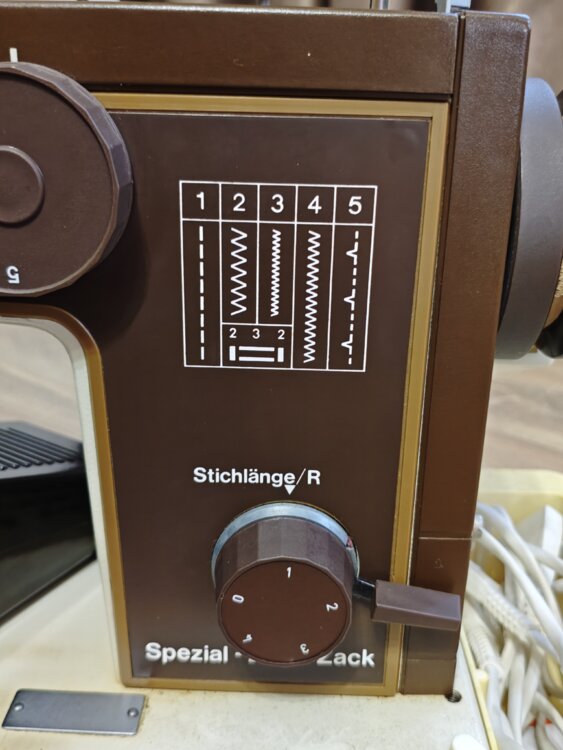 1 2 3 4 5
2 3 2
5
Stichlänge/R
1
0 2
4 3
Spezial · Zack